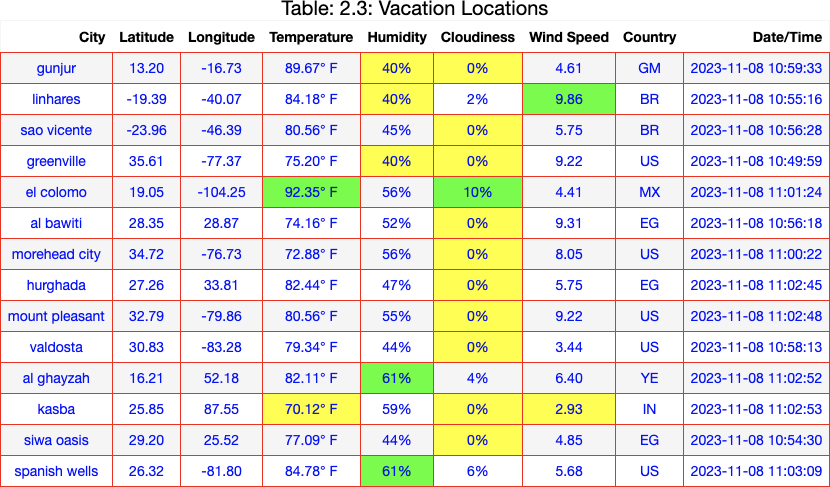 Table: 2.3: Vacation Locations
City Latitude Longitude Temperature Humidity Cloudiness Wind Speed Country Date/Time
gunjur 13.20 -16.73 89.67° F 40% 0% 4.61 GM 2023-11-08 10:59:33
linhares -19.39 -40.07 84.18° F 40% 2% 9.86 BR 2023-11-08 10:55:16
sao vicente -23.96 -46.39 80.56° F 45% 0% 5.75 BR 2023-11-08 10:56:28
greenville 35.61 -77.37 75.20° F 40% 0% 9.22 US 2023-11-08 10:49:59
el colomo 19.05 -104.25 92.35° F 56% 10% 4.41 MX 2023-11-08 11:01:24
al bawiti 28.35 28.87 74.16° F 52% 0% 9.31 EG 2023-11-08 10:56:18
morehead city 34.72 -76.73 72.88° F 56% 0% 8.05 US 2023-11-08 11:00:22
hurghada 27.26 33.81 82.44° F 47% 0% 5.75 EG 2023-11-08 11:02:45
mount pleasant 32.79 -79.86 80.56° F 55% 0% 9.22 US 2023-11-08 11:02:48
valdosta 30.83 -83.28 79.34° F 44% 0% 3.44 US 2023-11-08 10:58:13
al ghayzah 16.21 52.18 82.11° F 61% 4% 6.40 YE 2023-11-08 11:02:52
kasba 25.85 87.55 70.12° F 59% 0% 2.93 IN 2023-11-08 11:02:53
siwa oasis 29.20 25.52 77.09° F 44% 0% 4.85 EG 2023-11-08 10:54:30
spanish wells 26.32 -81.80 84.78° F 61% 6% 5.68 US 2023-11-08 11:03:09